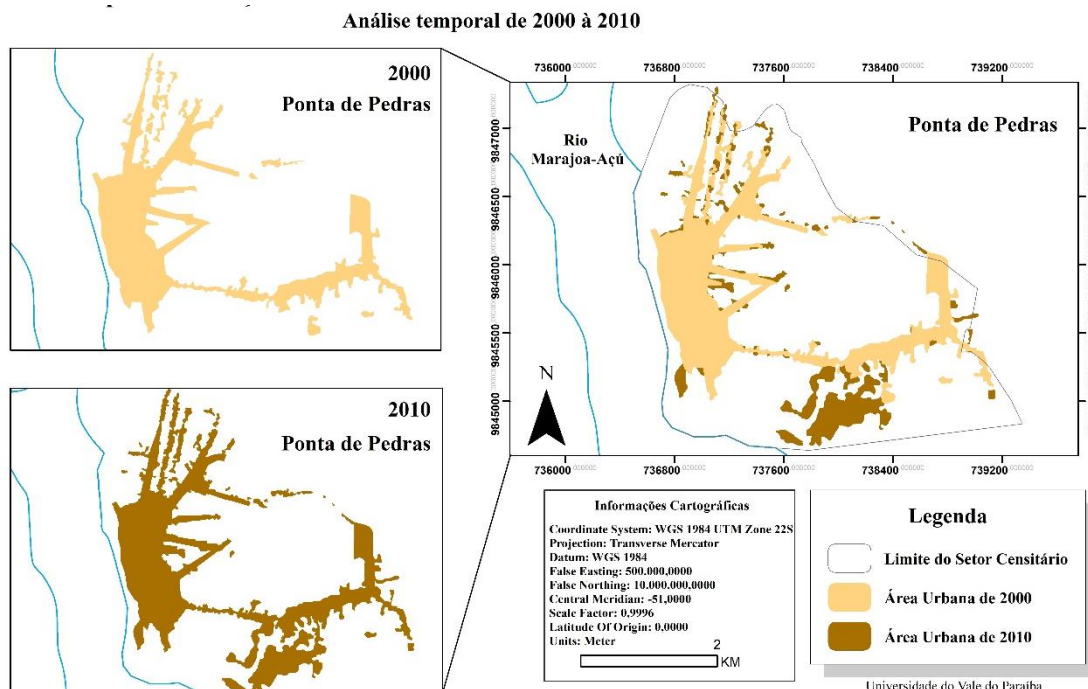 Análise temporal de 2000 à 2010
2000
Ponta de Pedras
2010
Ponta de Pedras
736000 736800 737600 738400 739200
9847000
9846500
9846000
9845500
9845000
Rio
Marajoa-Açú
Ponta de Pedras
N
736000 736800 737600 738400 739200
Informações Cartográficas
Coordinate System: WGS 1984 UTM Zone 22S
Projection: Transverse Mercator
Datum: WGS 1984
False Easting: 500.000,0000
False Northing: 10.000.000,0000
Central Meridian: -51,0000
Scale Factor: 0,9996
Latitude Of Origin: 0,0000
Units: Meter
2
KM
Legenda
Limite do Setor Censitário
Área Urbana de 2000
Área Urbana de 2010
Universidade do Vale do Paraíba